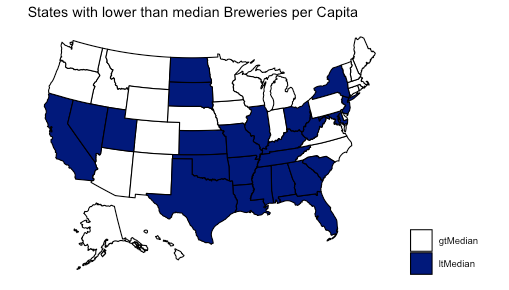 States with lower than median Breweries per Capita
gtMedian
ltMedian